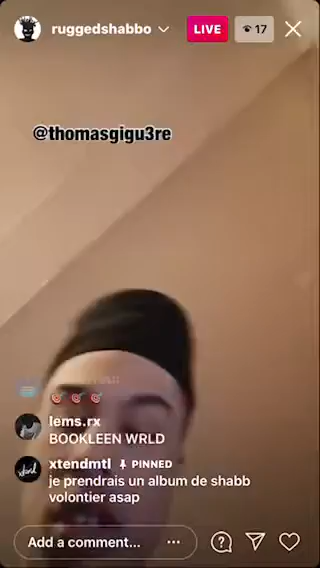 ruggedshabbo
LIVE
17
@thomasgigu3re
lems.rx
BOOKLEEN WRLD
xtendmtl PINNED
je prendrais un album de shabb
volontier asap
Add a comment...